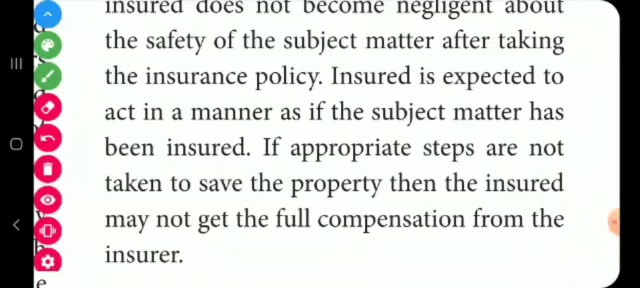 insured does not become negligent about
the safety of the subject matter after taking
the insurance policy. Insured is expected to
act in a manner as if the subject matter has
been insured. If appropriate steps are not
taken to save the property then the insured
may not get the full compensation from the
insurer.